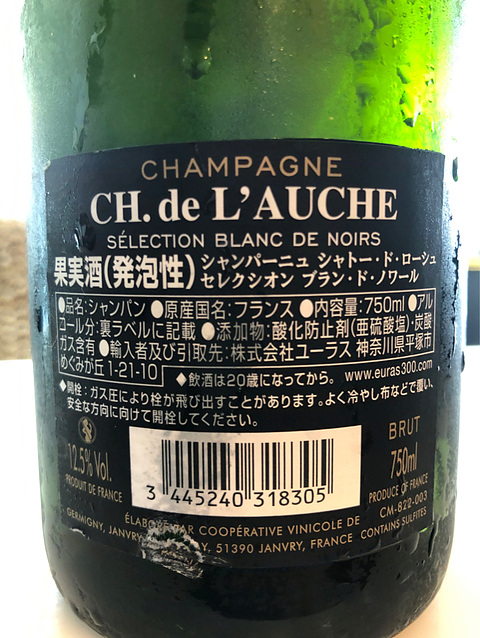 CHAMPAGNE
CH. de L'AUCHE
SÉLECTION BLANC DE NOIRS
果実酒(発泡性) シャンパーニュ シャトー・ド・ローシュ
セレクシオン ブラン・ド・ノワール
●品名:シャンパン ●原産国名:フランス ●内容量:750ml ●アル
コール分:裏ラベルに記載 ●添加物:酸化防止剤(亜硫酸塩)・炭酸
ガス含有 ●輸入者及び引取先:株式会社ユーラス 神奈川県平塚市
めぐみが丘1-21-10 ◆飲酒は20歳になってから。 www.euras300.com
◆開栓:ガス圧により栓が飛び出すことがあります。よく冷やし布などで覆い、
安全な方向に向けて開栓してください。
BRUT
12.5% Vol.
750ml
PRODUIT DE FRANCE
PRODUCE OF FRANCE
3 445240 318305
CM-829-003
ÉLABORÉ PAR COOPÉRATIVE VINICOLE DE
CONTAINS SULFITES
GERMIGNY, JANVRY, 51390 JANVRY, FRANCE